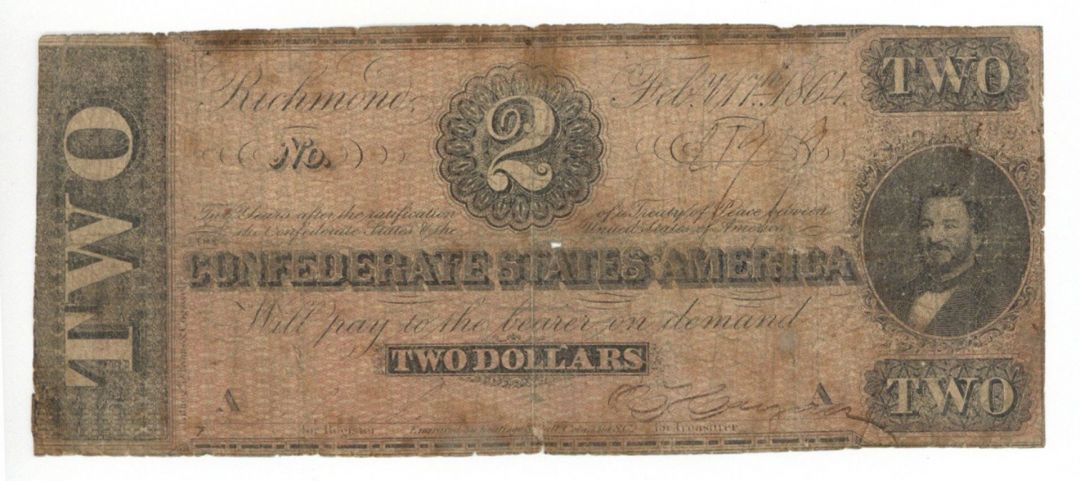 TWO
Richmond, Feb. 17th 1864.
2
TWO
No.
Two Years after the ratification of a Treaty of Peace between
the Confederate States & the United States of America
THE
CONFEDERATE STATES AMERICA
Will pay to the bearer on demand
TWO DOLLARS
A A
for Register for Treasurer
TWO